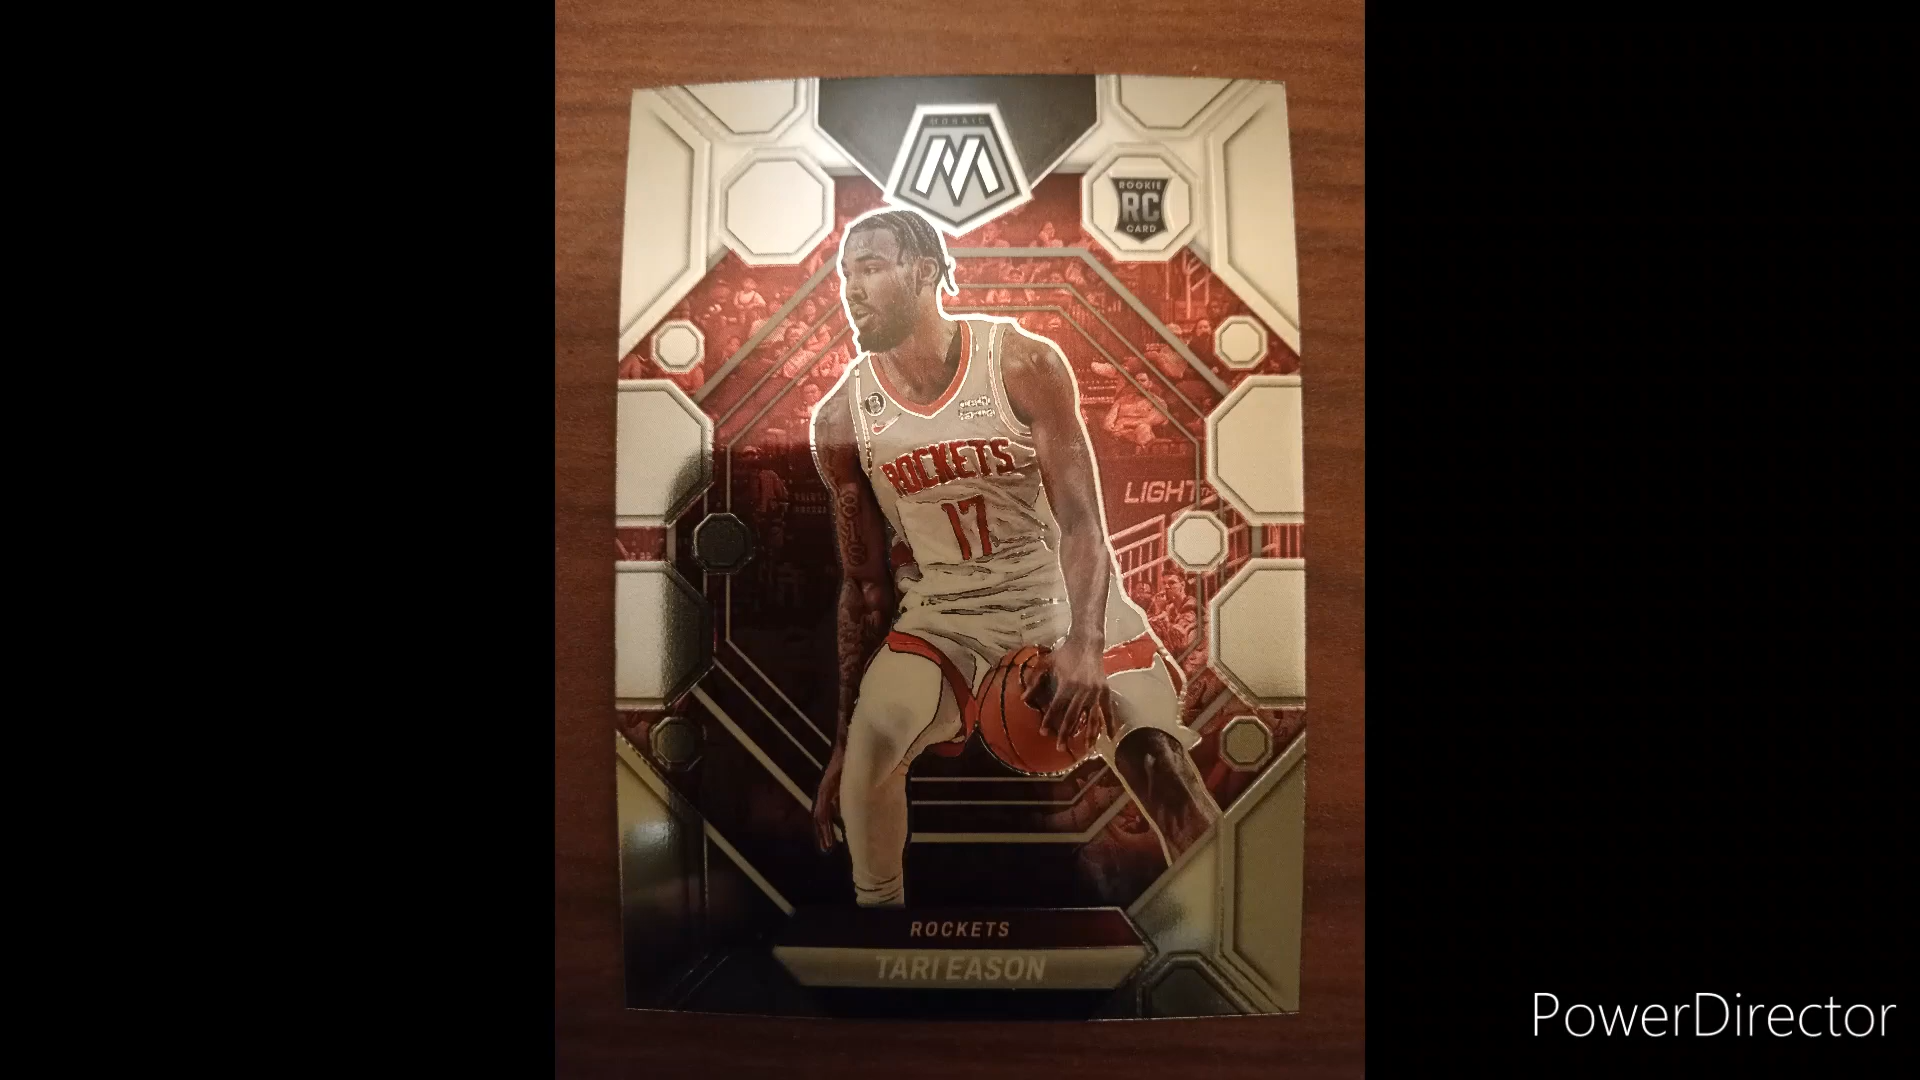 MOSAIC
M
ROOKIE
RC
CARD
ROCKETS
17
LIGHT
ROCKETS
TARI EASON
PowerDirector